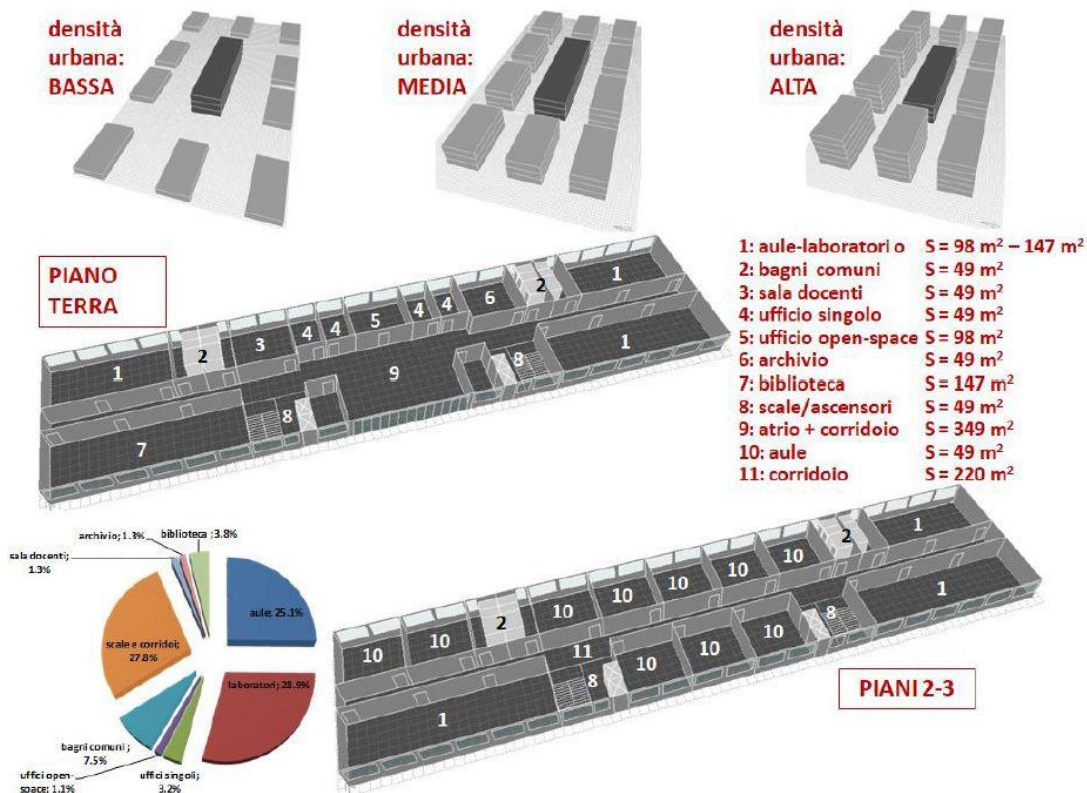 densità
urbana:
BASSA
densità
urbana:
MEDIA
densità
urbana:
ALTA
PIANO
TERRA
1: aule-laboratorio S = 98 m² – 147 m²
2: bagni comuni S = 49 m²
3: sala docenti S = 49 m²
4: ufficio singolo S = 49 m²
5: ufficio open-space S = 98 m²
6: archivio S = 49 m²
7: biblioteca S = 147 m²
8: scale/ascensori S = 49 m²
9: atrio + corridoio S = 349 m²
10: aule S = 49 m²
11: corridoio S = 220 m²
1
2
3
4
4
5
4
4
6
2
1
7
8
9
8
1
archivio; 1.3%
biblioteca; 3.8%
sala docenti;
1.3%
aule; 25.1%
scale e corridoi;
27.8%
laboratori; 28.9%
bagni comuni;
7.5%
uffici open-
space; 1.1%
uffici singoli;
3.2%
10
10
2
10
10
10
10
10
2
1
1
11
8
10
10
10
8
1
PIANI 2-3